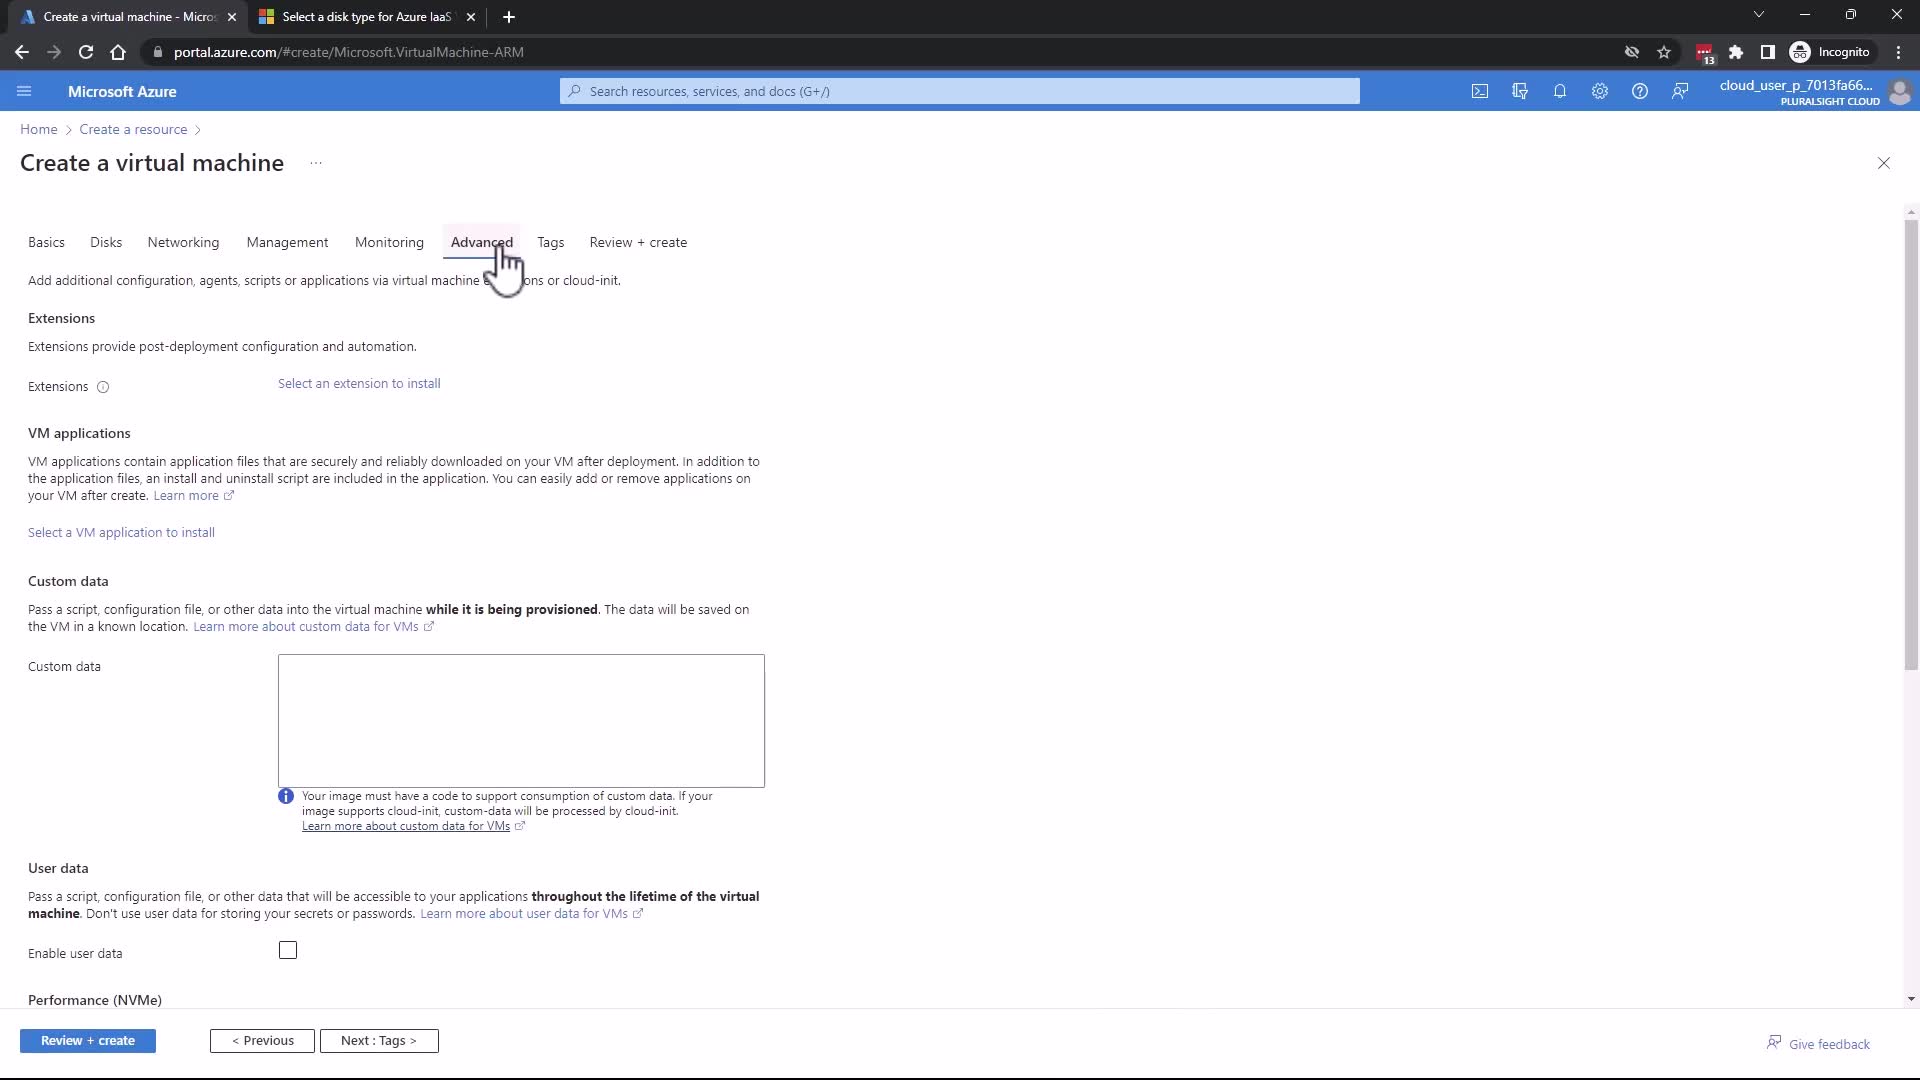 Create a virtual machine - Micros
Select a disk type for Azure IaaS
portal.azure.com/#create/Microsoft.VirtualMachine-ARM
13
Incognito
Microsoft Azure
Search resources, services, and docs (G+/)
cloud_user_p_7013fa66...
PLURALSIGHT CLOUD
Home > Create a resource >
Create a virtual machine ...
Basics Disks Networking Management Monitoring Advanced Tags Review + create
Add additional configuration, agents, scripts or applications via virtual machine e ons or cloud-init.
Extensions
Extensions provide post-deployment configuration and automation.
Extensions
Select an extension to install
VM applications
VM applications contain application files that are securely and reliably downloaded on your VM after deployment. In addition to
the application files, an install and uninstall script are included in the application. You can easily add or remove applications on
your VM after create. Learn more
Select a VM application to install
Custom data
Pass a script, configuration file, or other data into the virtual machine while it is being provisioned. The data will be saved on
the VM in a known location. Learn more about custom data for VMs
Custom data
Your image must have a code to support consumption of custom data. If your
image supports cloud-init, custom-data will be processed by cloud-init.
Learn more about custom data for VMs
User data
Pass a script, configuration file, or other data that will be accessible to your applications throughout the lifetime of the virtual
machine. Don't use user data for storing your secrets or passwords. Learn more about user data for VMs
Enable user data
Performance (NVMe)
Review + create
< Previous
Next : Tags >
Give feedback